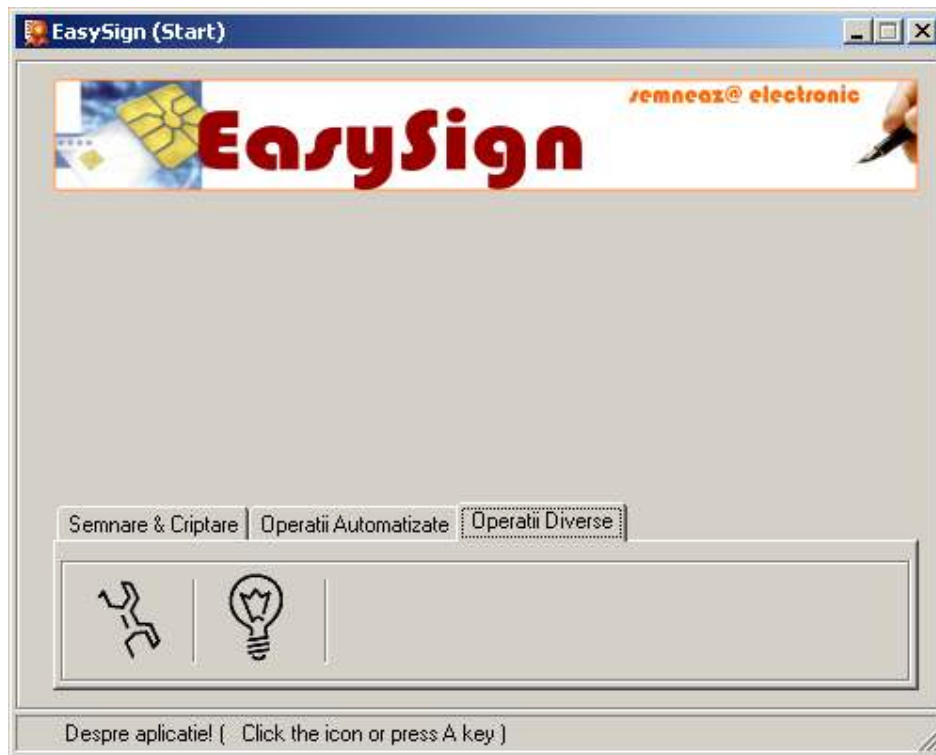 EasySign (Start)
semneaz@ electronic
EasySign
Semnare & Criptare
Operatii Automatizate
Operatii Diverse
Despre aplicatie! ( Click the icon or press A key )